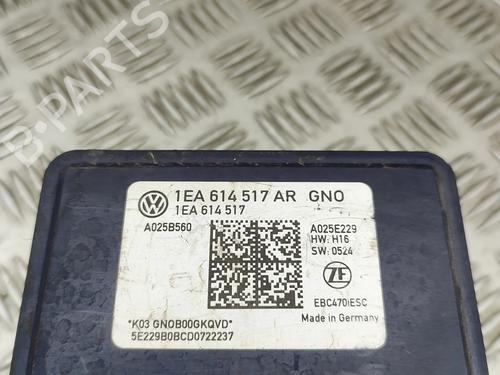 B-PARTS
1EA 614 517 AR GNO
1EA 614 517
A025B560
A025E229
HW: H16
SW: 0524
ZF
EBC470iESC
*K03 GNOB00GKQVD*
Made in Germany
5E229B0BCD0722237